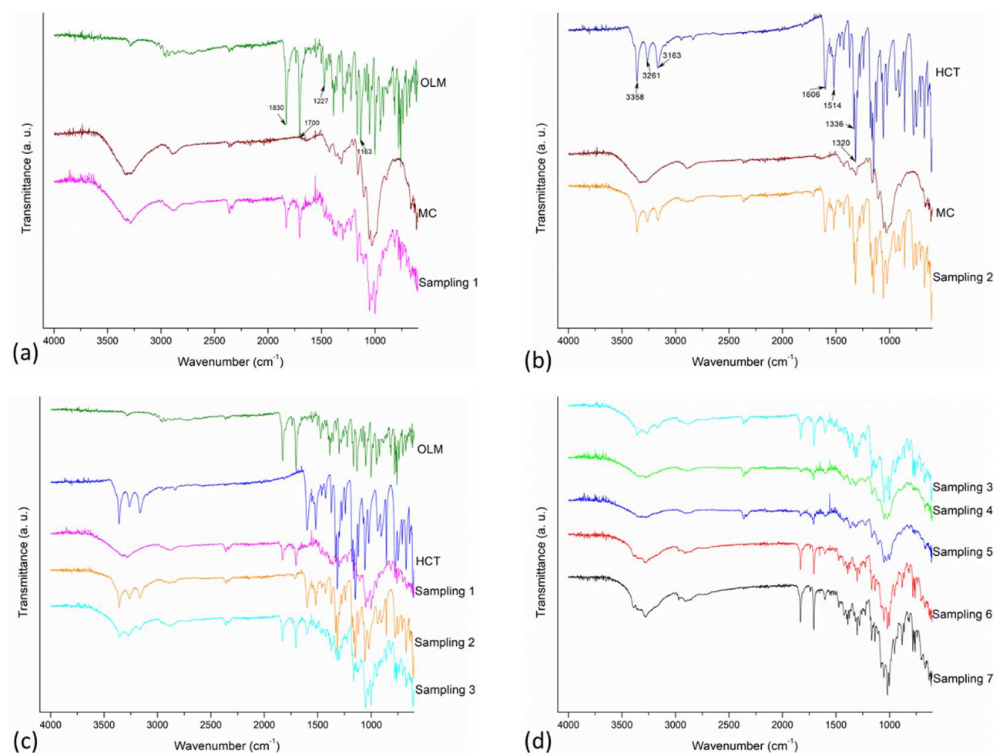 OLM
1830
1227
1700
1163
MC
Sampling 1
Transmittance (a. u.)
4000 3500 3000 2500 2000 1500 1000
Wavenumber (cm⁻¹)
(a)
3163
3261
3358
HCT
1606
1514
1336
1320
MC
Sampling 2
Transmittance (a. u.)
4000 3500 3000 2500 2000 1500 1000
Wavenumber (cm⁻¹)
(b)
OLM
HCT
Sampling 1
Sampling 2
Sampling 3
Transmittance (a. u.)
4000 3500 3000 2500 2000 1500 1000
Wavenumber (cm⁻¹)
(c)
Sampling 3
Sampling 4
Sampling 5
Sampling 6
Sampling 7
Transmittance (a. u.)
4000 3500 3000 2500 2000 1500 1000
Wavenumber (cm⁻¹)
(d)